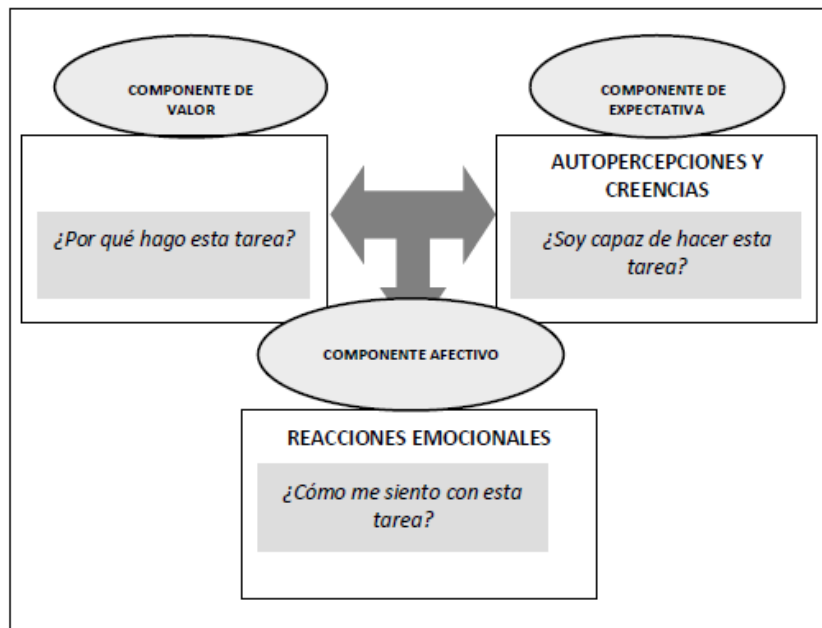 COMPONENTE DE
VALOR
¿Por qué hago esta tarea?
COMPONENTE DE
EXPECTATIVA
AUTOPERCEPCIONES Y
CREENCIAS
¿Soy capaz de hacer esta
tarea?
COMPONENTE AFECTIVO
REACCIONES EMOCIONALES
¿Cómo me siento con esta
tarea?